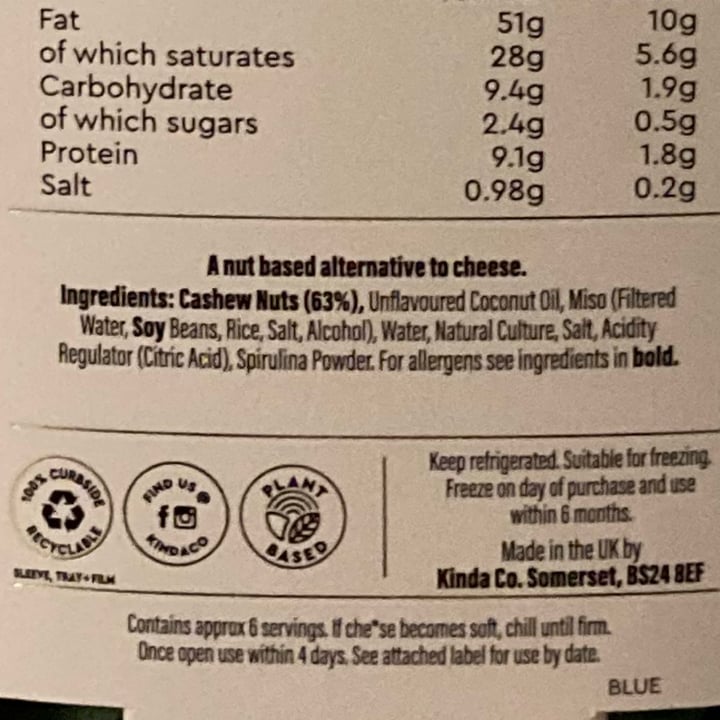 Fat 51g 10g
of which saturates 28g 5.6g
Carbohydrate 9.4g 1.9g
of which sugars 2.4g 0.5g
Protein 9.1g 1.8g
Salt 0.98g 0.2g
A nut based alternative to cheese.
Ingredients: Cashew Nuts (63%), Unflavoured Coconut Oil, Miso (Filtered
Water, Soy Beans, Rice, Salt, Alcohol), Water, Natural Culture, Salt, Acidity
Regulator (Citric Acid), Spirulina Powder. For allergens see ingredients in bold.
100% CURBSIDE
RECYCLABLE
SLEEVE, TRAY+FILM
FIND US @
KINDACO
PLANT
BASED
Keep refrigerated. Suitable for freezing.
Freeze on day of purchase and use
within 6 months.
Made in the UK by
Kinda Co. Somerset, BS24 8EF
Contains approx 6 servings. If che*se becomes soft, chill until firm.
Once open use within 4 days. See attached label for use by date.
BLUE